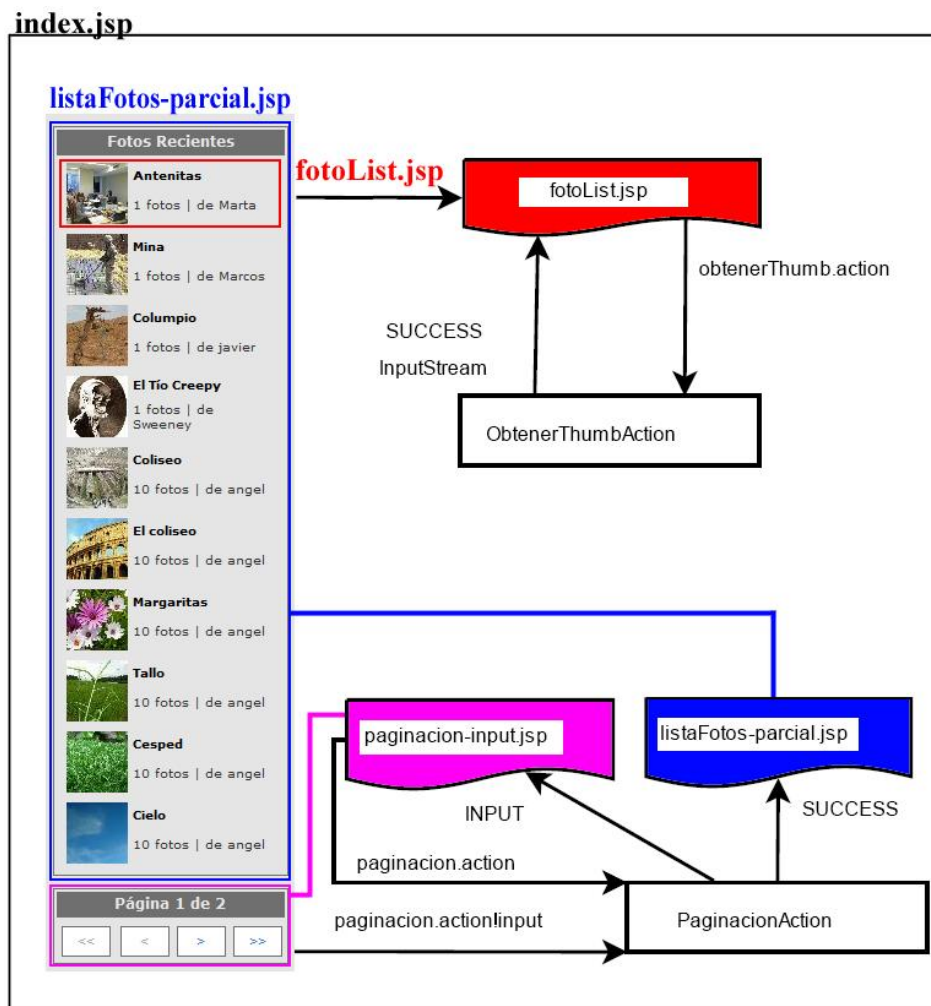 index.jsp
listaFotos-parcial.jsp
Fotos Recientes
Antenitas
1 fotos | de Marta
Mina
1 fotos | de Marcos
Columpio
1 fotos | de javier
El Tío Creepy
1 fotos | de
Sweeney
Coliseo
10 fotos | de angel
El coliseo
10 fotos | de angel
Margaritas
10 fotos | de angel
Tallo
10 fotos | de angel
Cesped
10 fotos | de angel
Cielo
10 fotos | de angel
Página 1 de 2
<<
<
>
>>
fotoList.jsp
fotoList.jsp
obtenerThumb.action
SUCCESS
InputStream
ObtenerThumbAction
paginacion-input.jsp
listaFotos-parcial.jsp
INPUT
SUCCESS
paginacion.action
paginacion.action!input
PaginacionAction